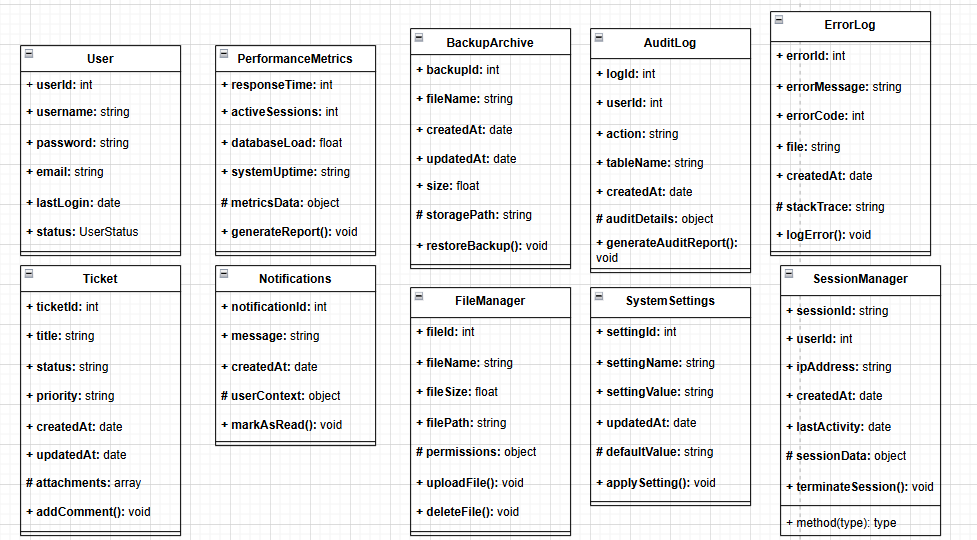 User
+ userId: int
+ username: string
+ password: string
+ email: string
+ lastLogin: date
+ status: UserStatus
PerformanceMetrics
+ responseTime: int
+ activeSessions: int
+ databaseLoad: float
+ systemUptime: string
# metricsData: object
+ generateReport(): void
BackupArchive
+ backupId: int
+ fileName: string
+ createdAt: date
+ updatedAt: date
+ size: float
# storagePath: string
+ restoreBackup(): void
AuditLog
+ logId: int
+ userId: int
+ action: string
+ tableName: string
+ createdAt: date
# auditDetails: object
+ generateAuditReport():
void
ErrorLog
+ errorId: int
+ errorMessage: string
+ errorCode: int
+ file: string
+ createdAt: date
# stackTrace: string
+ logError(): void
Ticket
+ ticketId: int
+ title: string
+ status: string
+ priority: string
+ createdAt: date
+ updatedAt: date
# attachments: array
+ addComment(): void
Notifications
+ notificationId: int
+ message: string
+ createdAt: date
# userContext: object
+ markAsRead(): void
FileManager
+ fileId: int
+ fileName: string
+ fileSize: float
+ filePath: string
# permissions: object
+ uploadFile(): void
+ deleteFile(): void
SystemSettings
+ settingId: int
+ settingName: string
+ settingValue: string
+ updatedAt: date
# defaultValue: string
+ applySetting(): void
SessionManager
+ sessionId: string
+ userId: int
+ ipAddress: string
+ createdAt: date
+ lastActivity: date
# sessionData: object
+ terminateSession(): void
+ method(type): type